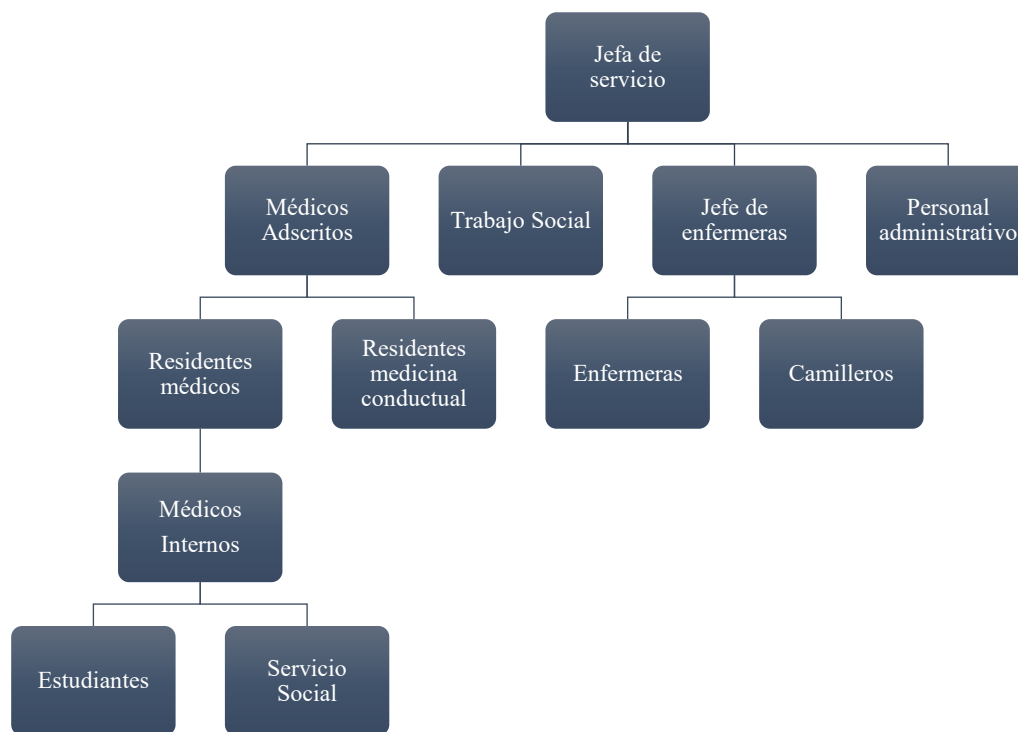 Jefa de
servicio
Médicos
Adscritos
Trabajo Social
Jefe de
enfermeras
Personal
administrativo
Residentes
médicos
Residentes
medicina
conductual
Enfermeras
Camilleros
Médicos
Internos
Estudiantes
Servicio
Social